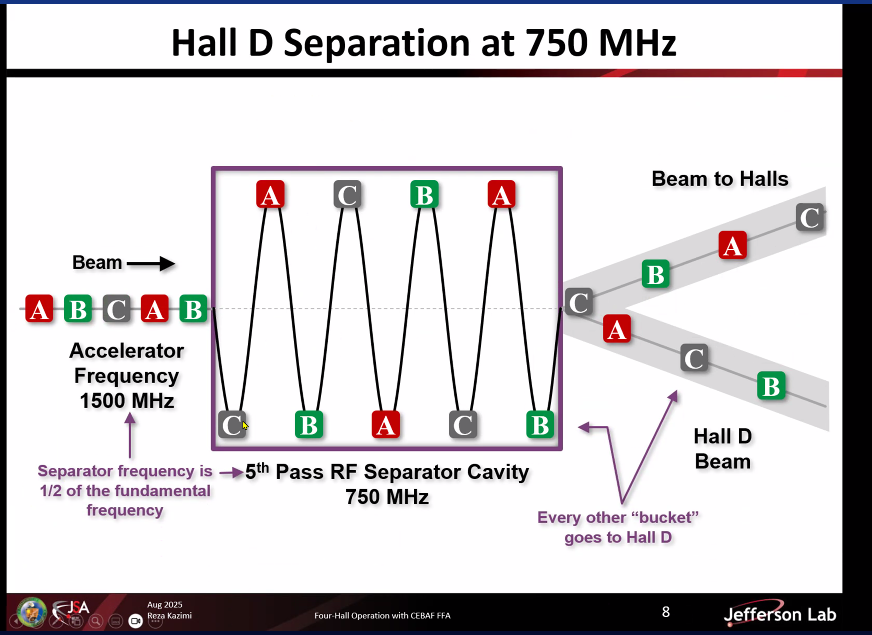 Hall D Separation at 750 MHz
Beam to Halls
A
C
B
A
C
A
B
Beam
C
A
B
C
A
B
A
C
B
Accelerator
Frequency
1500 MHz
C
B
A
C
B
Hall D
Beam
Separator frequency is
1/2 of the fundamental
frequency
5th Pass RF Separator Cavity
750 MHz
Every other “bucket”
goes to Hall D
JSA
Aug 2025
Reza Kazimi
Four-Hall Operation with CEBAF FFA
8
Jefferson Lab